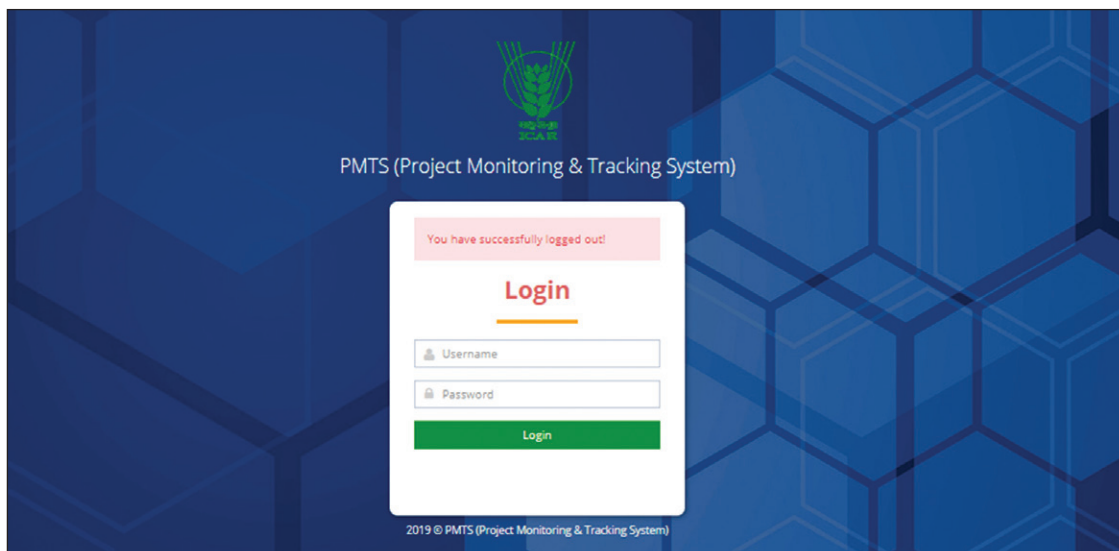 भाकृअनुप
ICAR
PMTS (Project Monitoring & Tracking System)
You have successfully logged out!
Login
Username
Password
Login
2019 © PMTS (Project Monitoring & Tracking System)